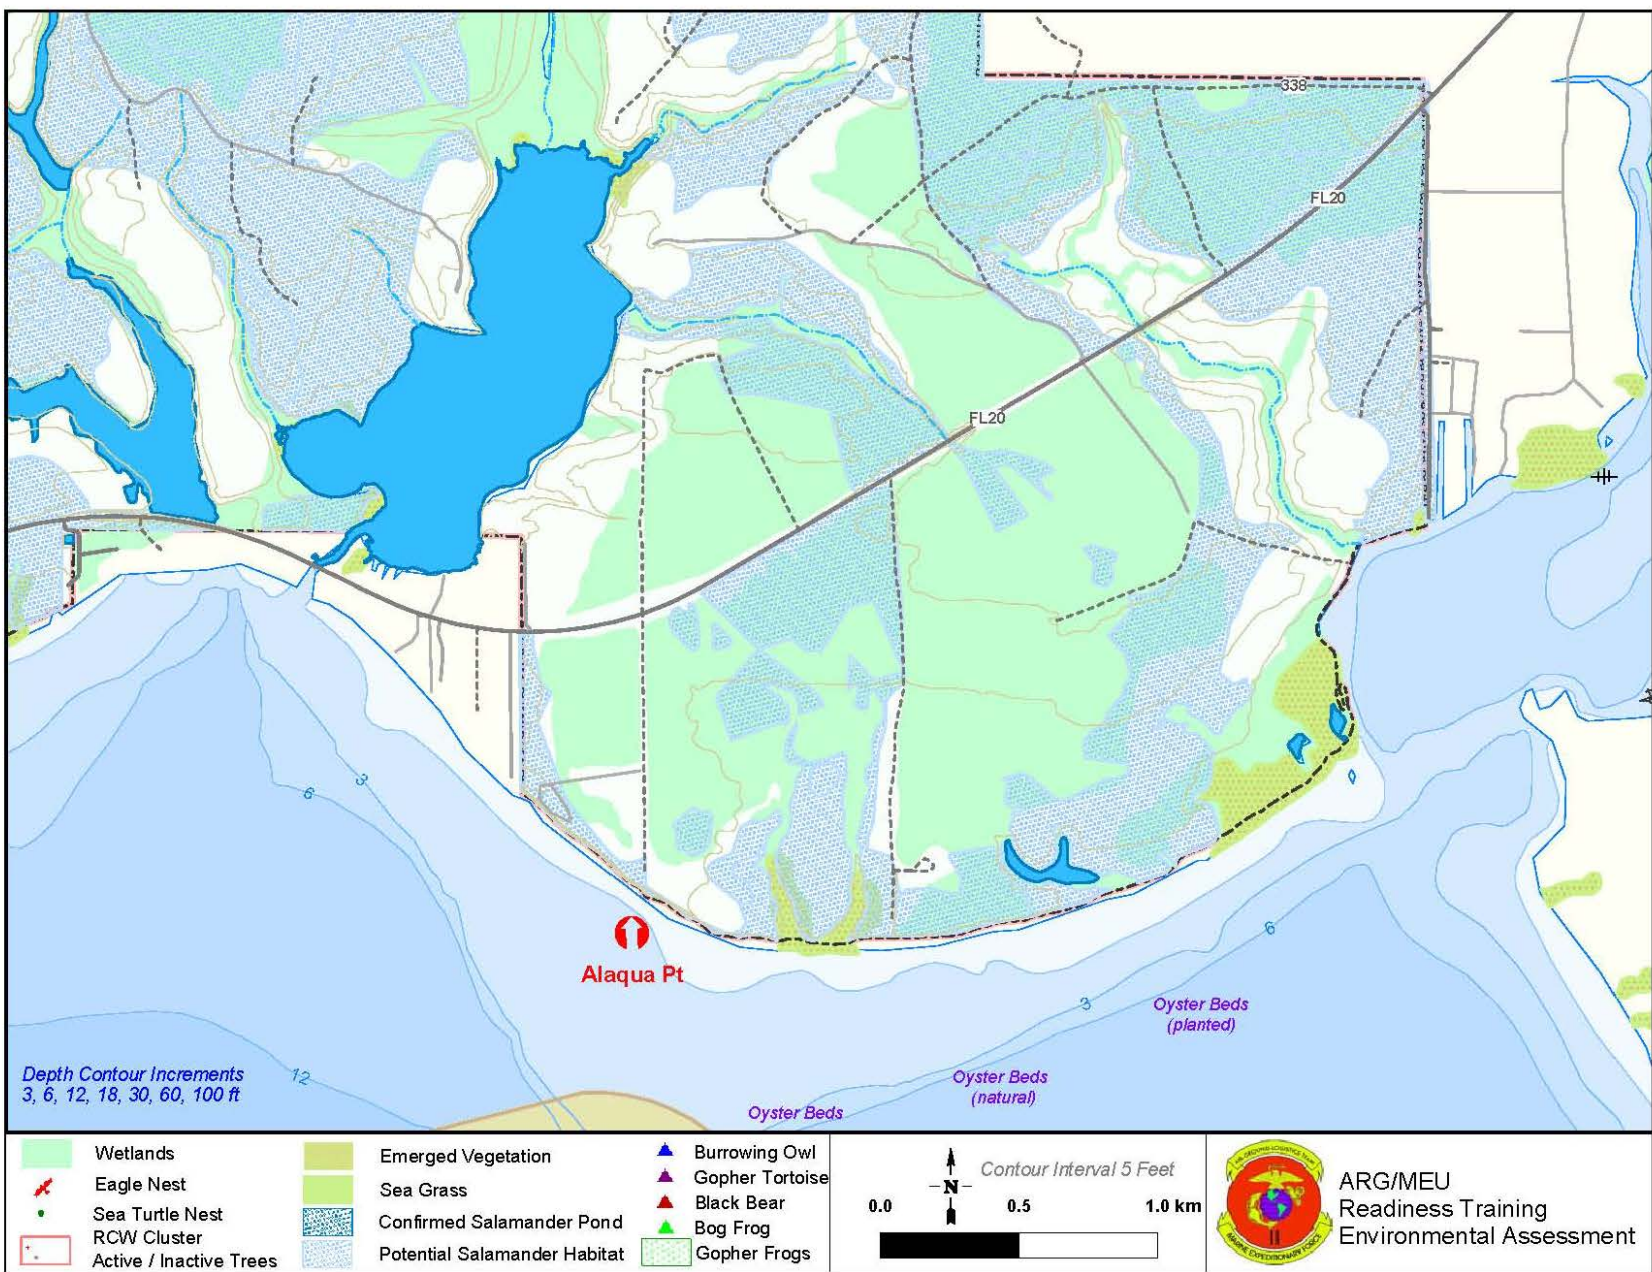 338
FL20
FL20
3
6
Alaqua Pt
6
3
Oyster Beds
(planted)
Depth Contour Increments
3, 6, 12, 18, 30, 60, 100 ft
12
Oyster Beds
(natural)
Oyster Beds
Wetlands
Eagle Nest
Sea Turtle Nest
RCW Cluster
Active / Inactive Trees
Emerged Vegetation
Sea Grass
Confirmed Salamander Pond
Potential Salamander Habitat
Burrowing Owl
Gopher Tortoise
Black Bear
Bog Frog
Gopher Frogs
N
Contour Interval 5 Feet
0.0 0.5 1.0 km
II
MARINE EXPEDITIONARY FORCE
ARG/MEU
Readiness Training
Environmental Assessment